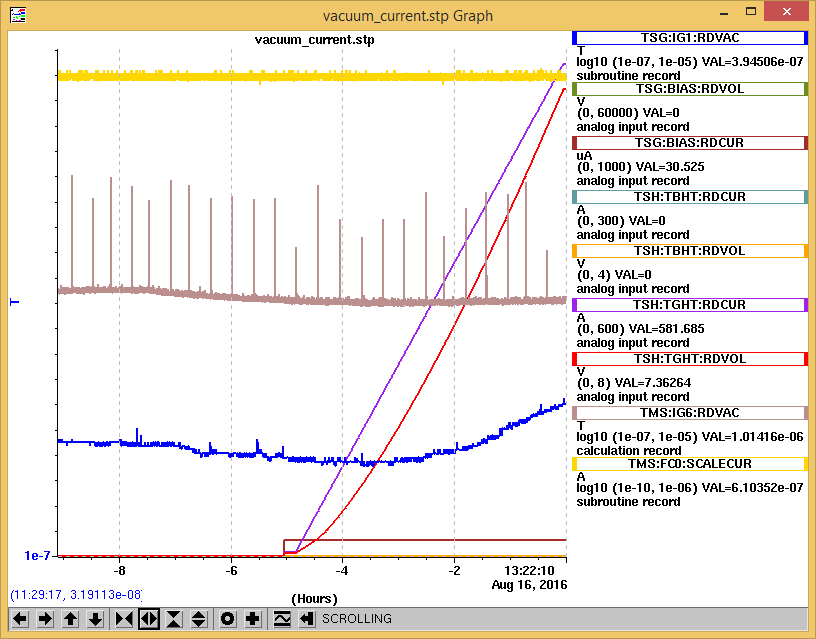 vacuum_current.stp Graph
vacuum_current.stp
T
1e-7
-8
-6
-4
-2
13:22:10
Aug 16, 2016
(Hours)
(11:29:17, 3.19113e-08)
TSG:IG1:RDVAC
T
log10 (1e-07, 1e-05) VAL=3.94506e-07
subroutine record
TSG:BIAS:RDVOL
V
(0, 60000) VAL=0
analog input record
TSG:BIAS:RDCUR
uA
(0, 1000) VAL=30.525
analog input record
TSH:TBHT:RDCUR
A
(0, 300) VAL=0
analog input record
TSH:TBHT:RDVOL
V
(0, 4) VAL=0
analog input record
TSH:TGHT:RDCUR
A
(0, 600) VAL=581.685
analog input record
TSH:TGHT:RDVOL
V
(0, 8) VAL=7.36264
analog input record
TMS:IG6:RDVAC
T
log10 (1e-07, 1e-05) VAL=1.01416e-06
calculation record
TMS:FC0:SCALECUR
A
log10 (1e-10, 1e-06) VAL=6.10352e-07
subroutine record
SCROLLING